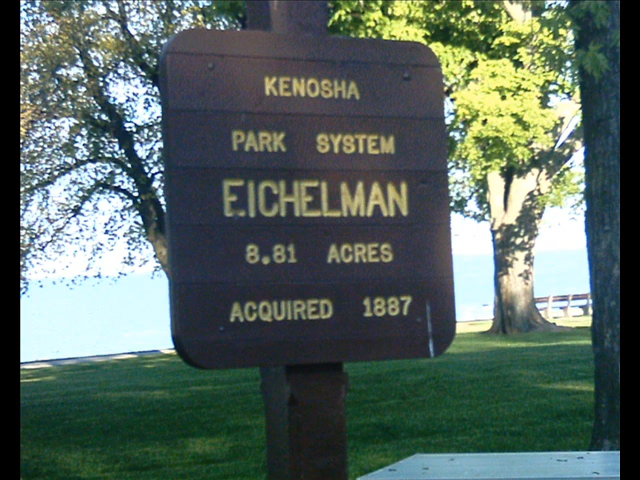 KENOSHA
PARK SYSTEM
EICHELMAN
8.81 ACRES
ACQUIRED 1887